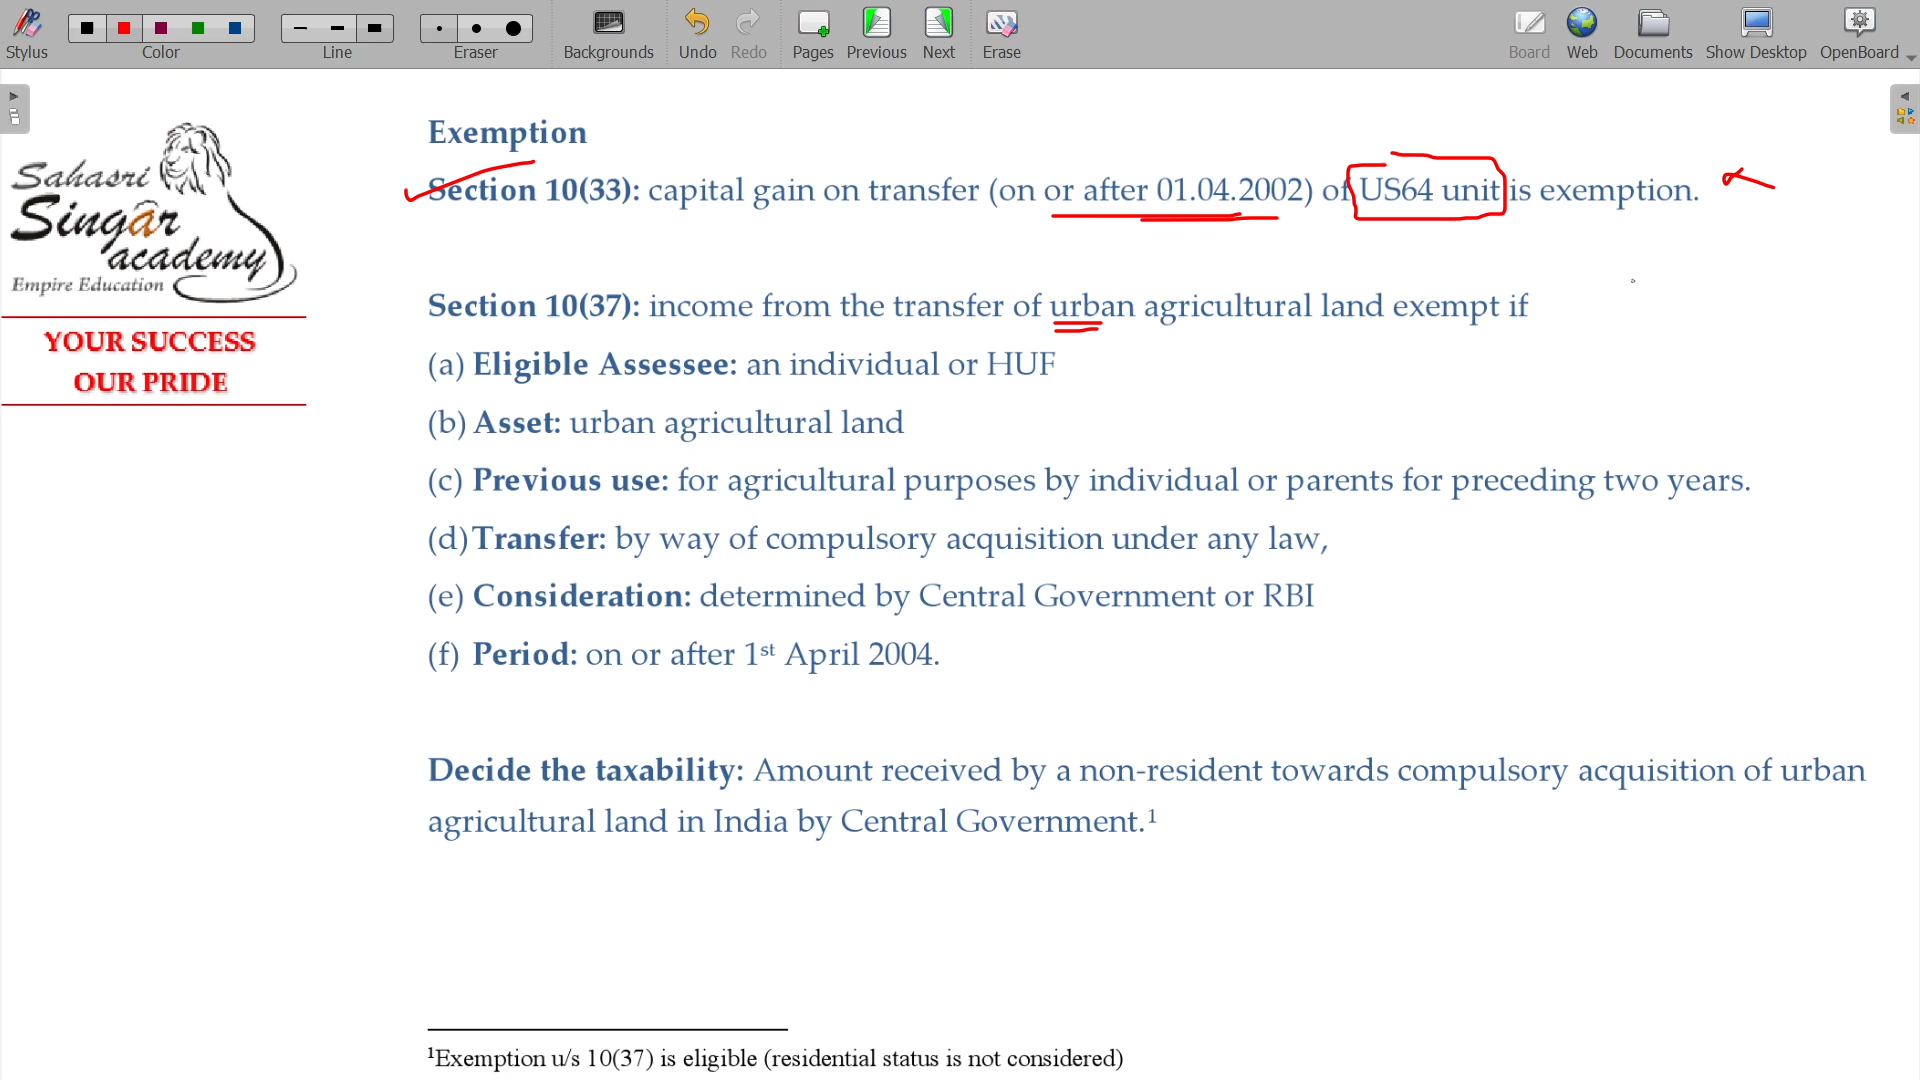 Stylus
Color
Line
Eraser
Backgrounds
Undo
Redo
Pages
Previous
Next
Erase
Board
Web
Documents
Show Desktop
OpenBoard
Sahasri
Singâr
academy
Empire Education
YOUR SUCCESS
OUR PRIDE
Exemption
Section 10(33): capital gain on transfer (on or after 01.04.2002) of US64 unit is exemption.
Section 10(37): income from the transfer of urban agricultural land exempt if
(a) Eligible Assessee: an individual or HUF
(b) Asset: urban agricultural land
(c) Previous use: for agricultural purposes by individual or parents for preceding two years.
(d) Transfer: by way of compulsory acquisition under any law,
(e) Consideration: determined by Central Government or RBI
(f) Period: on or after 1st April 2004.
Decide the taxability: Amount received by a non-resident towards compulsory acquisition of urban
agricultural land in India by Central Government.¹
¹Exemption u/s 10(37) is eligible (residential status is not considered)